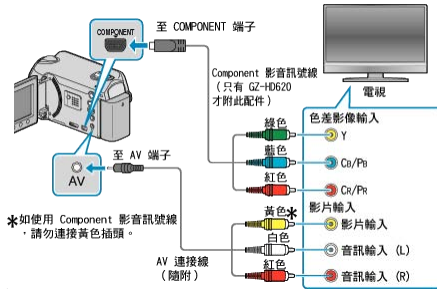 COMPONENT
至 COMPONENT 端子
Component 影音訊號線
(只有 GZ-HD620
才附此配件)
電視
色差影像輸入
綠色
Y
藍色
CB/PB
紅色
CR/PR
影片輸入
至 AV 端子
AV
黃色*
影片輸入
白色
音訊輸入 (L)
紅色
音訊輸入 (R)
*如使用 Component 影音訊號線
,請勿連接黃色插頭。
AV 連接線
(隨附)